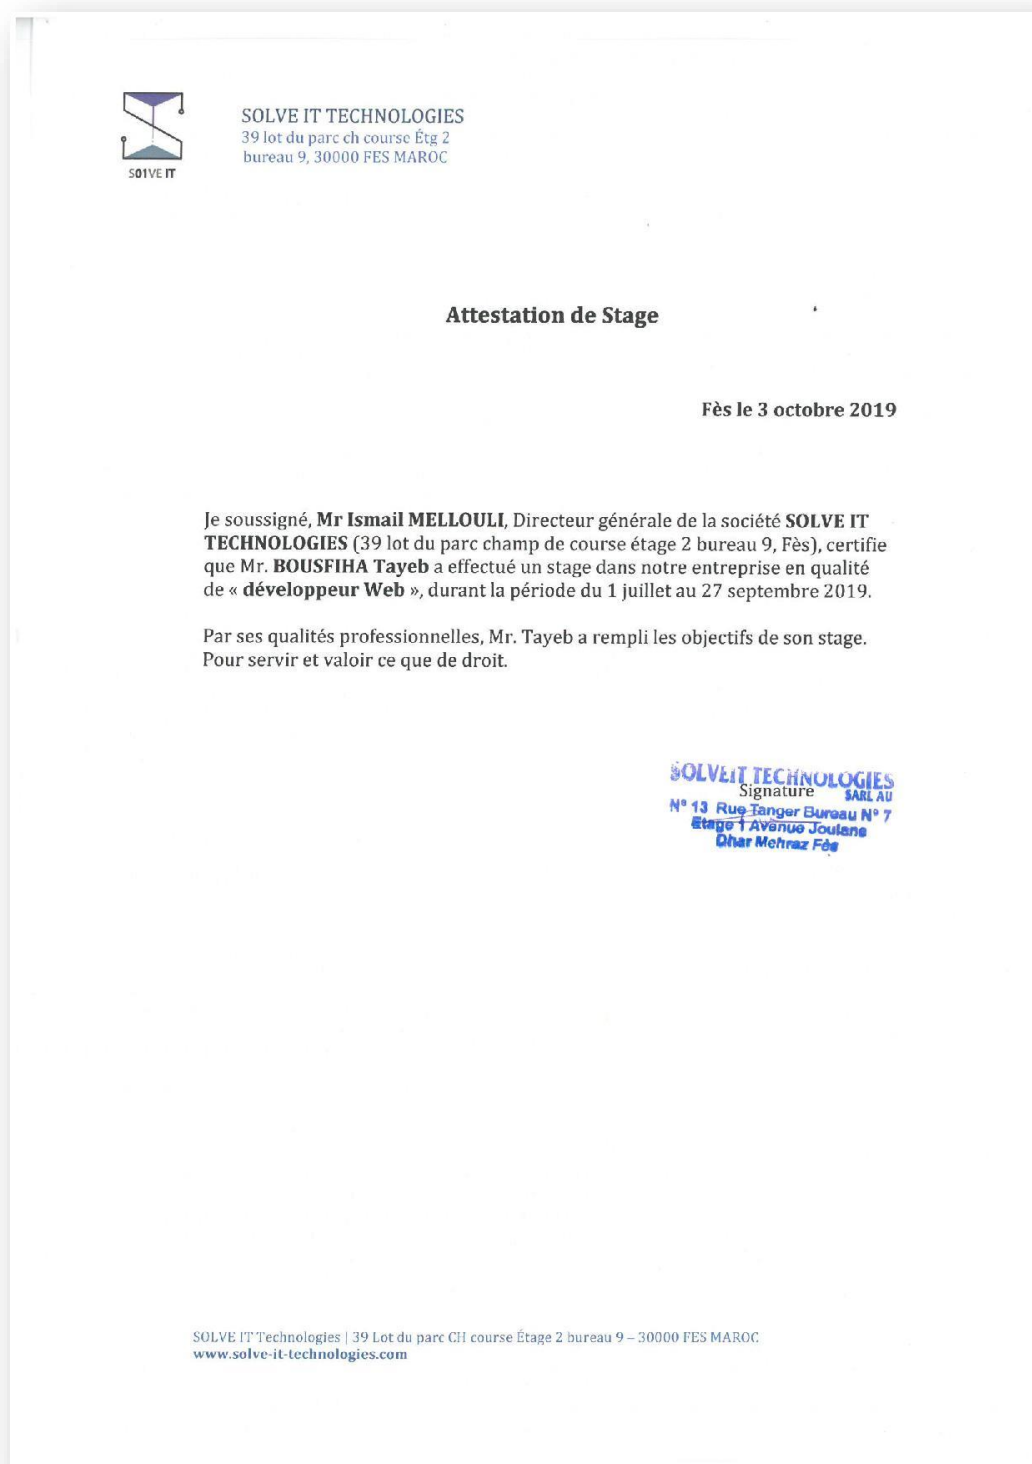 SOLVE IT TECHNOLOGIES
39 lot du parc ch course Étg 2
bureau 9, 30000 FES MAROC
S01VE IT
Attestation de Stage
Fès le 3 octobre 2019
Je soussigné, Mr Ismail MELLOULI, Directeur générale de la société SOLVE IT
TECHNOLOGIES (39 lot du parc champ de course étage 2 bureau 9, Fès), certifie
que Mr. BOUSFIHA Tayeb a effectué un stage dans notre entreprise en qualité
de « développeur Web », durant la période du 1 juillet au 27 septembre 2019.
Par ses qualités professionnelles, Mr. Tayeb a rempli les objectifs de son stage.
Pour servir et valoir ce que de droit.
SOLVEIT TECHNOLOGIES
Signature
SARL AU
N° 13 Rue Tanger Bureau N° 7
Etage 1 Avenue Joulane
Dhar Mehraz Fès
SOLVE IT Technologies | 39 Lot du parc CH course Étage 2 bureau 9 – 30000 FES MAROC
www.solve-it-technologies.com